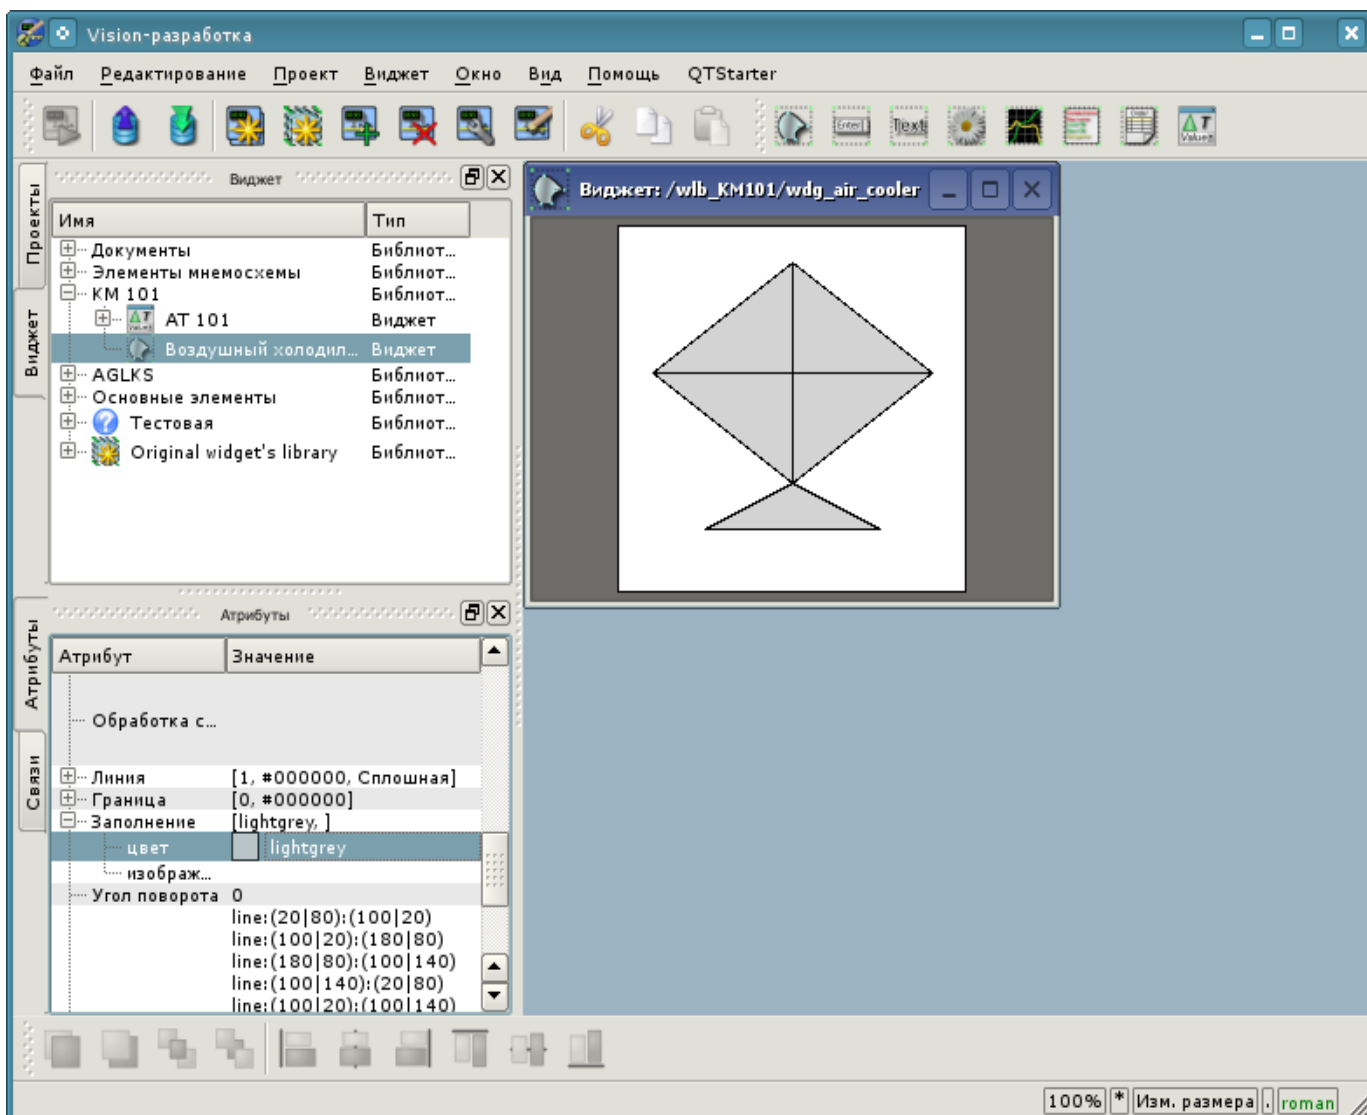 Vision-разработка
Файл Редактирование Проект Виджет Окно Вид Помощь QTStarter
Enter Text ΔT Values
Проекты
Виджет
Виджет
Имя Тип
Документы Библиот...
Элементы мнемосхемы Библиот...
КМ 101 Библиот...
АТ 101 Виджет
Воздушный холодил... Виджет
AGLKS Библиот...
Основные элементы Библиот...
Тестовая Библиот...
Original widget's library Библиот...
Виджет: /wlb_KM101/wdg_air_cooler
Атрибуты
Связи
Атрибуты
Атрибут Значение
Обработка с...
Линия [1, #000000, Сплошная]
Граница [0, #000000]
Заполнение [lightgrey, ]
цвет lightgrey
изображ...
Угол поворота 0
line:(20|80):(100|20)
line:(100|20):(180|80)
line:(180|80):(100|140)
line:(100|140):(20|80)
line:(100|20):(100|140)
100% * Изм. размера . roman